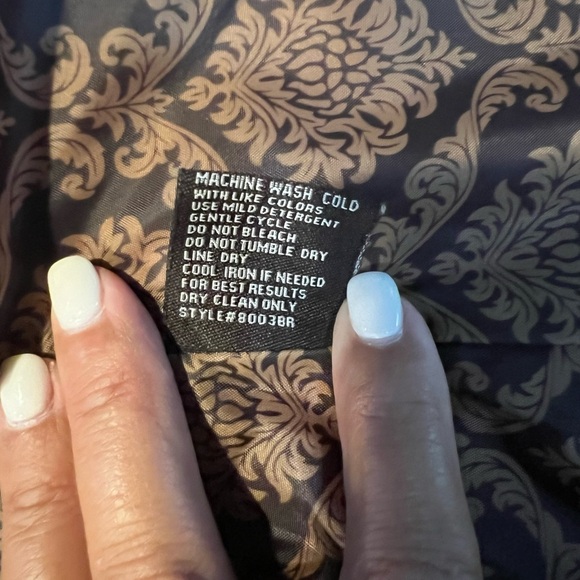 MACHINE WASH COLD
WITH LIKE COLORS
USE MILD DETERGENT
GENTLE CYCLE
DO NOT BLEACH
DO NOT TUMBLE DRY
LINE DRY
COOL IRON IF NEEDED
FOR BEST RESULTS
DRY CLEAN ONLY
STYLE#8003BR